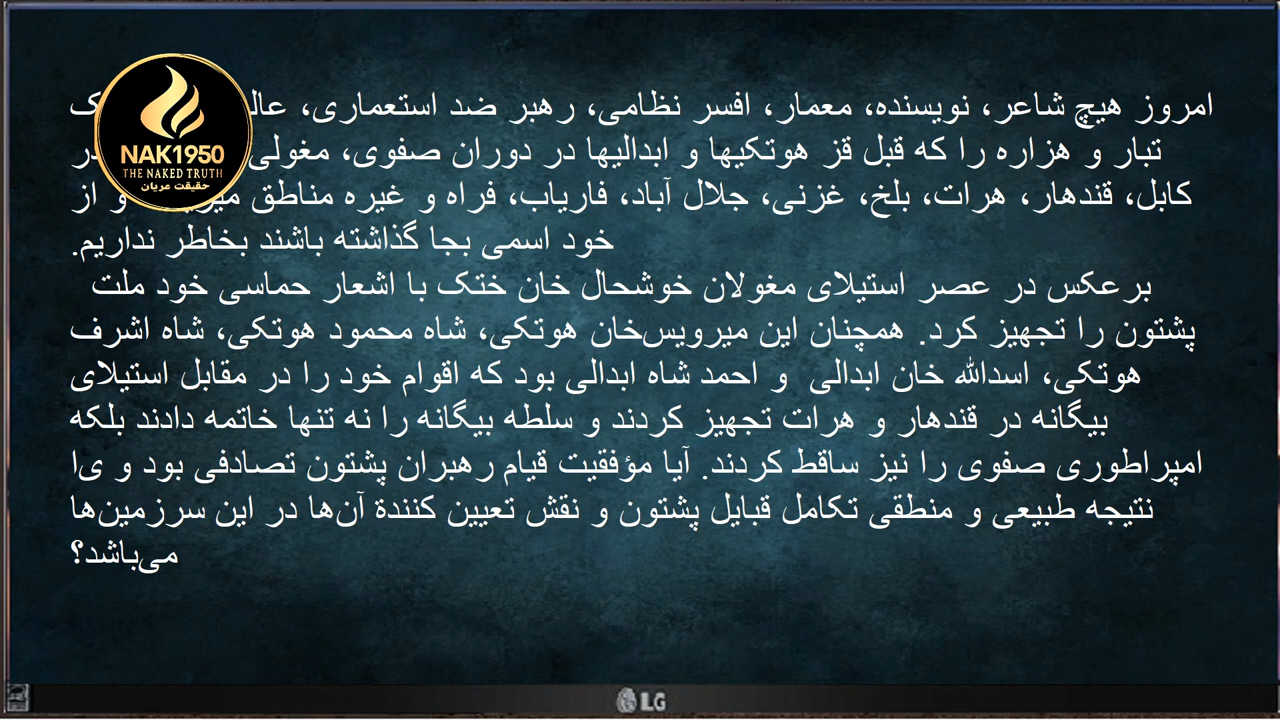 امروز هیچ شاعر، نویسنده، معمار، افسر نظامی، رهبر ضد استعماری،
تبار و هزاره را که قبل قز هوتکیها و ابدالیها در دوران صفوی، مغولی
کابل، قندهار، هرات، بلخ، غزنی، جلال آباد، فاریاب، فراه و غیره مناطق و از
خود اسمی بجا گذاشته باشند بخاطر نداریم.
برعکس در عصر استیلای مغولان خوشحال خان ختک با اشعار حماسی خود ملت
پشتون را تجهیز کرد. همچنان این میرویس‌خان هوتکی، شاه محمود هوتکی، شاه اشرف
هوتکی، اسدالله خان ابدالی و احمد شاه ابدالی بود که اقوام خود را در مقابل استیلای
بیگانه در قندهار و هرات تجهیز کردند و سلطه بیگانه را نه تنها خاتمه دادند بلکه
امپراطوری صفوی را نیز ساقط کردند. آیا مؤفقیت قیام رهبران پشتون تصادفی بود و ی‌ا
نتیجه طبیعی و منطقی تکامل قبایل پشتون و نقش تعیین کنندة آن‌ها در این سرزمین‌ها
می‌باشد؟
NAK1950
THE NAKED TRUTH
حقیقت عریان
LG